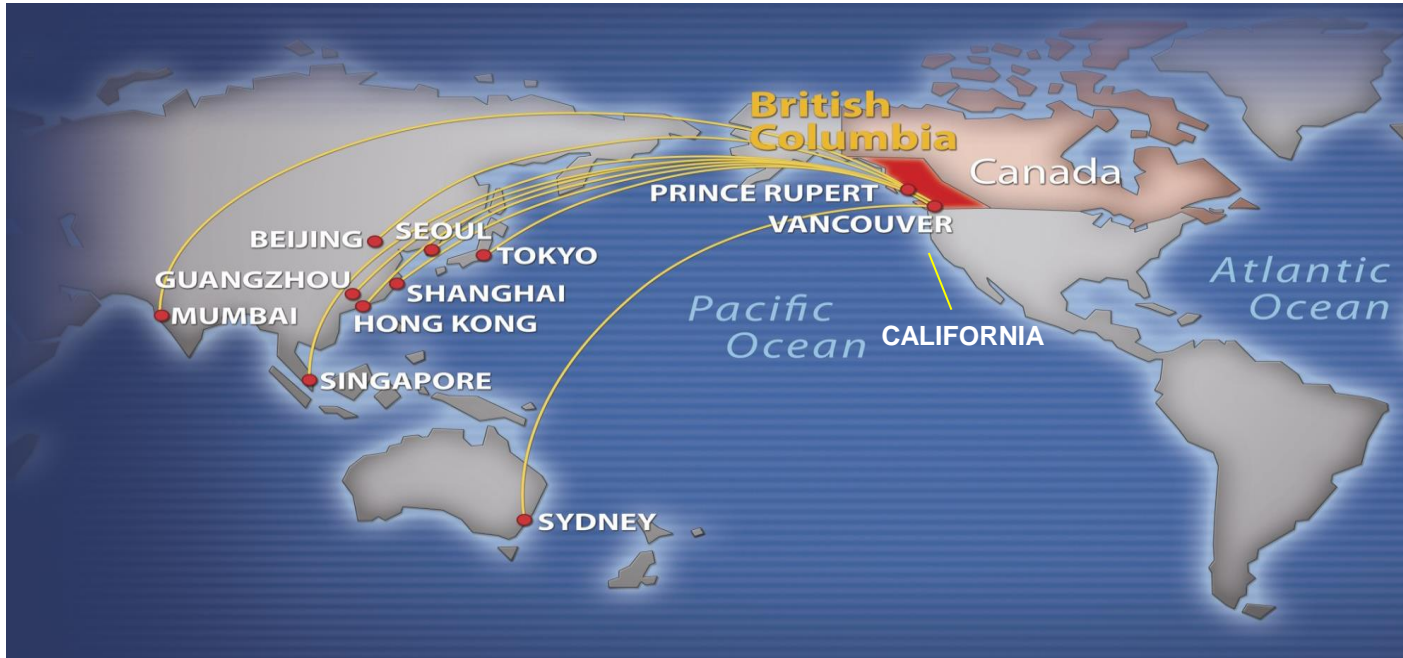 British
Columbia
Canada
PRINCE RUPERT
VANCOUVER
BEIJING
SEOUL
TOKYO
GUANGZHOU
SHANGHAI
MUMBAI
HONG KONG
SINGAPORE
SYDNEY
Pacific
Ocean
CALIFORNIA
Atlantic
Ocean